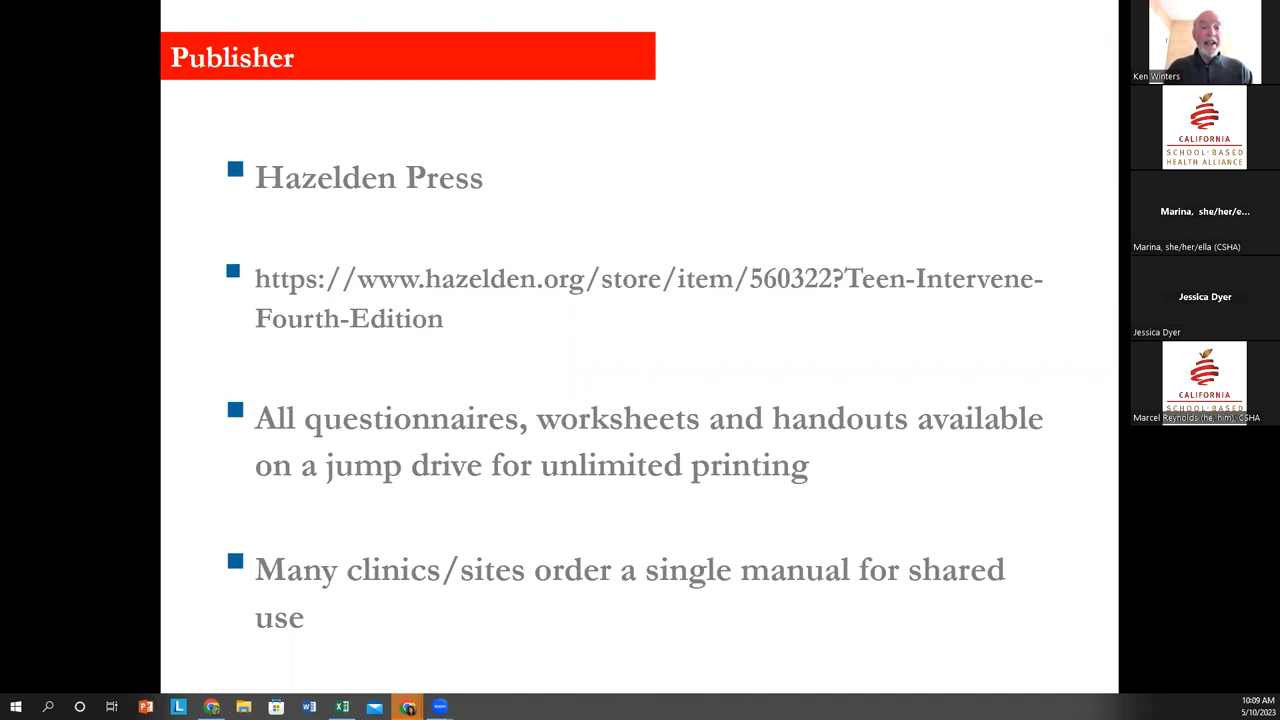 Publisher
Hazelden Press
https://www.hazelden.org/store/item/560322?Teen-Intervene-
Fourth-Edition
All questionnaires, worksheets and handouts available
on a jump drive for unlimited printing
Many clinics/sites order a single manual for shared
use
Ken Winters
CALIFORNIA
SCHOOL-BASED
HEALTH ALLIANCE
Marina, she/her/e...
Marina, she/her/ella (CSHA)
Jessica Dyer
Jessica Dyer
CALIFORNIA
SCHOOL-BASED
Marcel Reynolds (he, him), CSHA
10:09 AM
5/10/2023